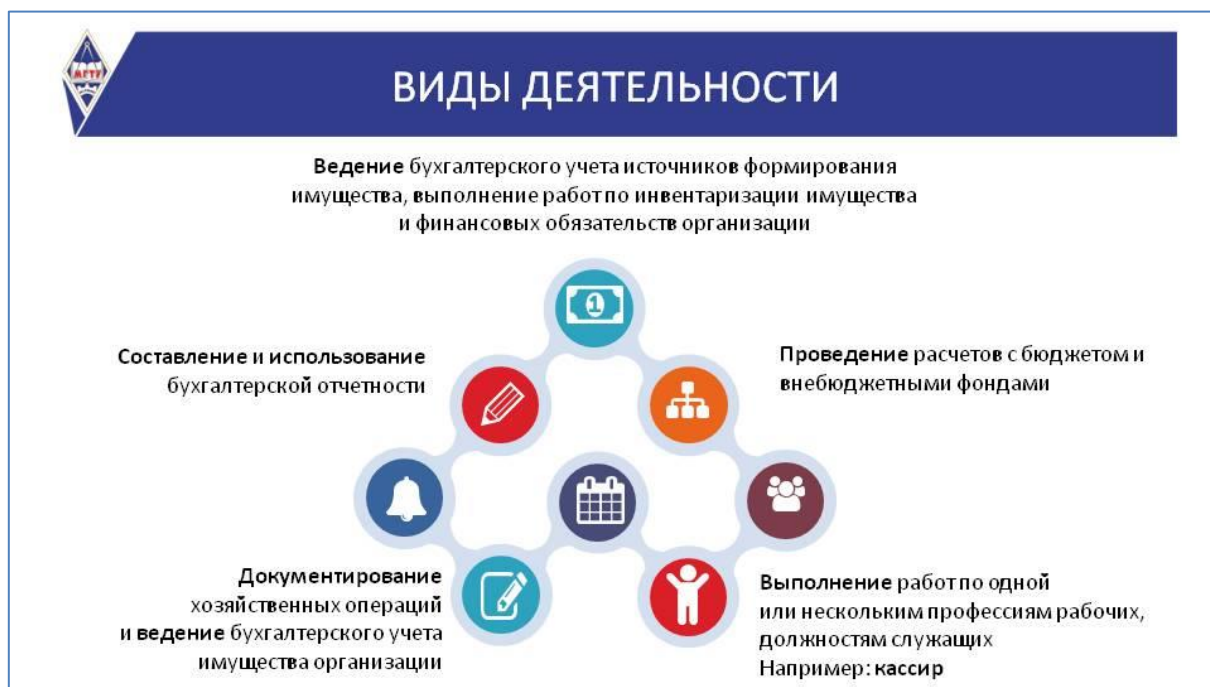 МГТУ
ВИДЫ ДЕЯТЕЛЬНОСТИ
Ведение бухгалтерского учета источников формирования
имущества, выполнение работ по инвентаризации имущества
и финансовых обязательств организации
1
Составление и использование
бухгалтерской отчетности
Проведение расчетов с бюджетом и
внебюджетными фондами
Документирование
хозяйственных операций
и ведение бухгалтерского учета
имущества организации
Выполнение работ по одной
или нескольким профессиям рабочих,
должностям служащих
Например: кассир